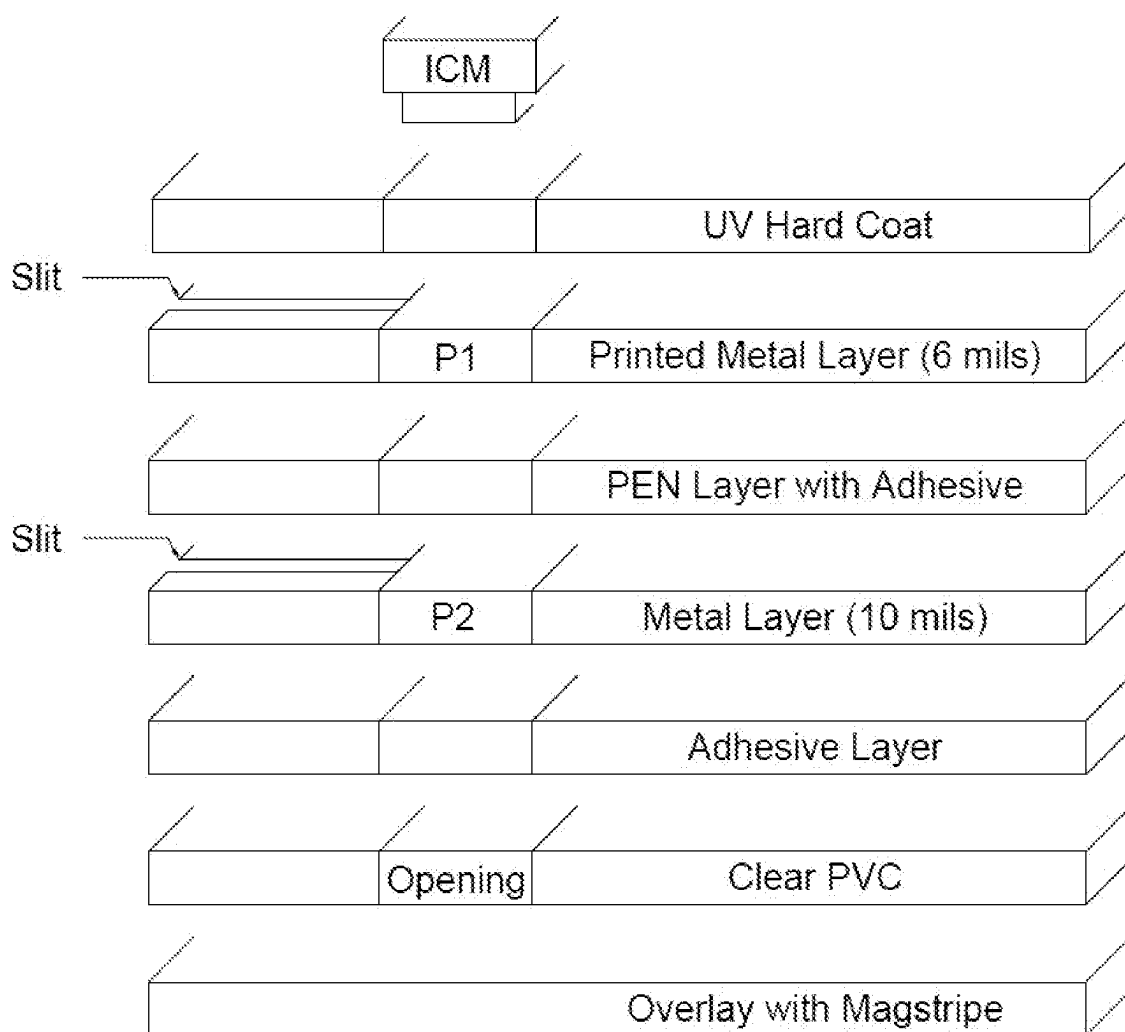 ICM
UV Hard Coat
Slit
P1 Printed Metal Layer (6 mils)
PEN Layer with Adhesive
Slit
P2 Metal Layer (10 mils)
Adhesive Layer
Opening Clear PVC
Overlay with Magstripe